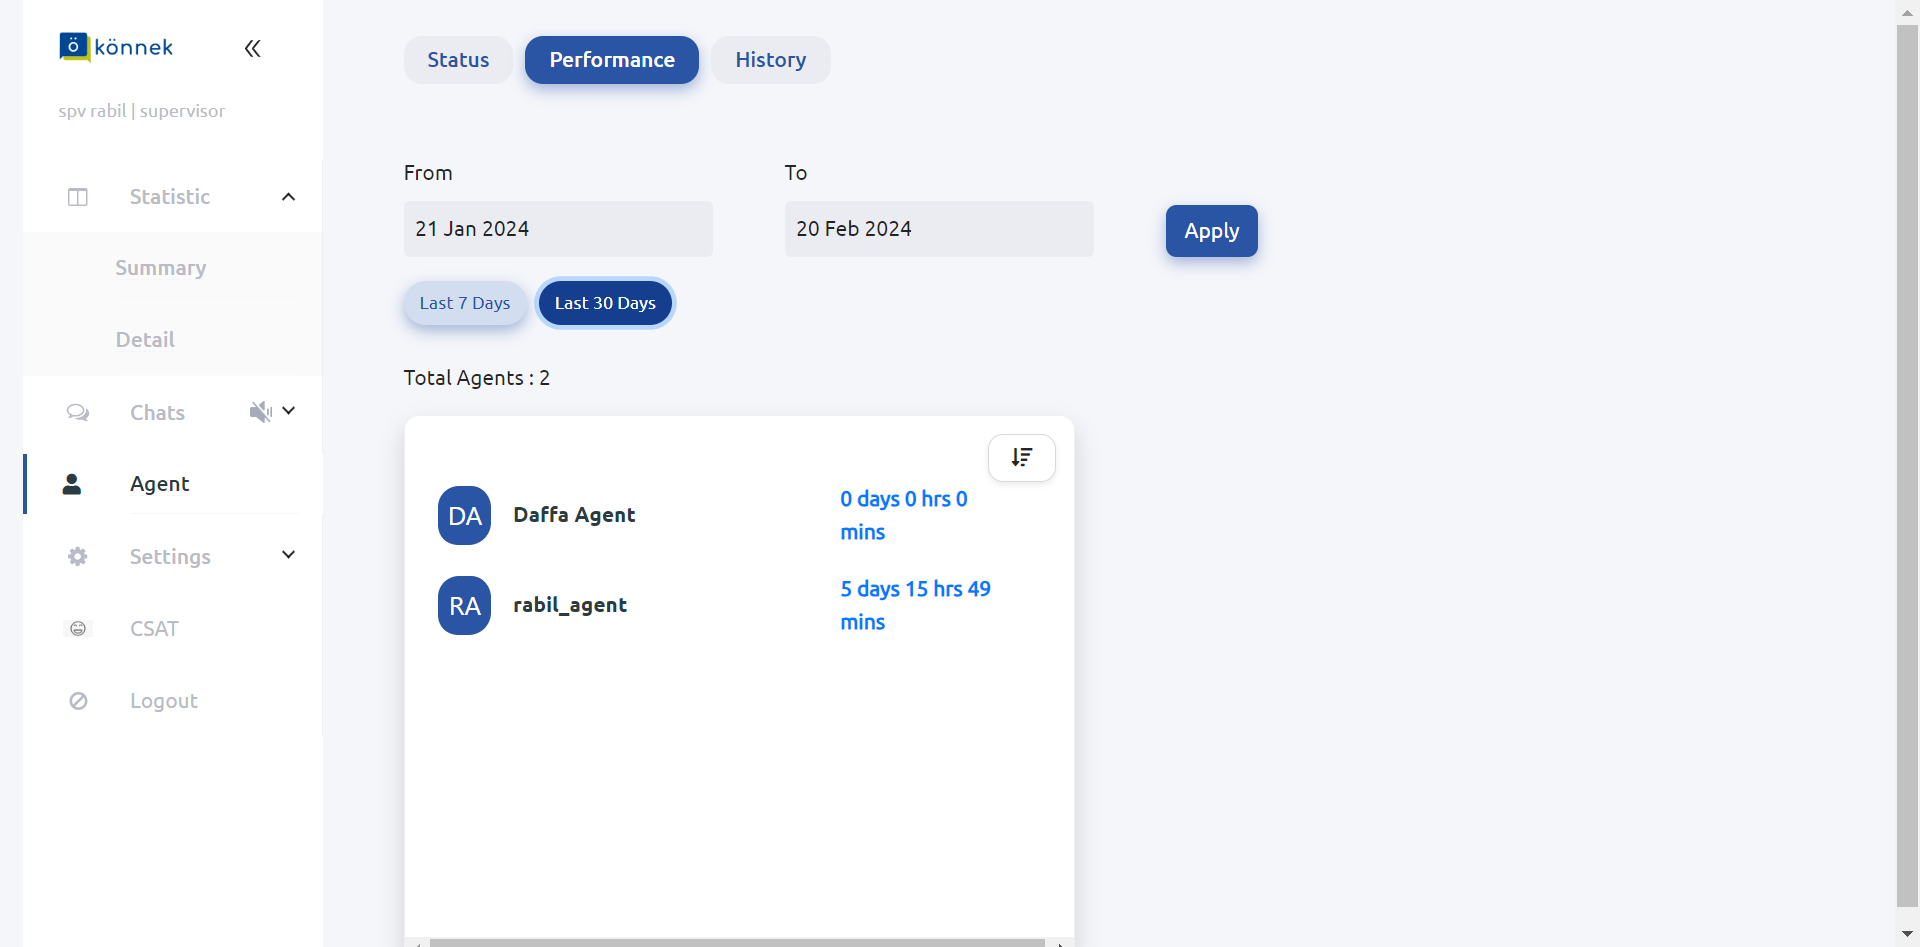 ö könnek
spv rabil | supervisor
Statistic
Summary
Detail
Chats
Agent
Settings
CSAT
Logout
Status
Performance
History
From
To
21 Jan 2024
20 Feb 2024
Apply
Last 7 Days
Last 30 Days
Total Agents : 2
DA
Daffa Agent
0 days 0 hrs 0
mins
RA
rabil_agent
5 days 15 hrs 49
mins